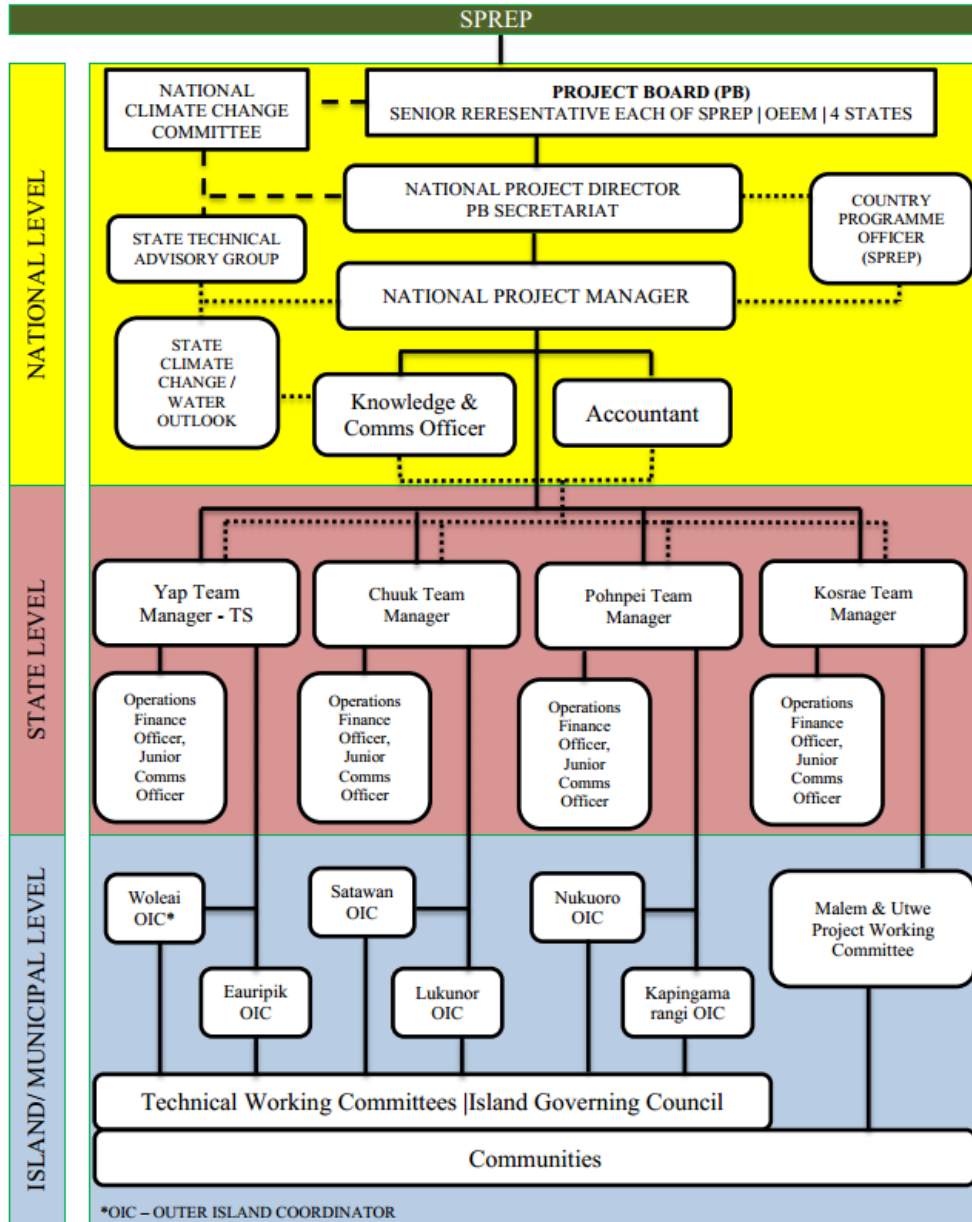 SPREP
NATIONAL LEVEL
NATIONAL
CLIMATE CHANGE
COMMITTEE
PROJECT BOARD (PB)
SENIOR RERESENTATIVE EACH OF SPREP | OEEM | 4 STATES
NATIONAL PROJECT DIRECTOR
PB SECRETARIAT
COUNTRY
PROGRAMME
OFFICER
(SPREP)
STATE TECHNICAL
ADVISORY GROUP
NATIONAL PROJECT MANAGER
STATE
CLIMATE
CHANGE /
WATER
OUTLOOK
Knowledge &
Comms Officer
Accountant
STATE LEVEL
Yap Team
Manager - TS
Chuuk Team
Manager
Pohnpei Team
Manager
Kosrae Team
Manager
Operations
Finance
Officer,
Junior
Comms
Officer
Operations
Finance
Officer,
Junior
Comms
Officer
Operations
Finance
Officer,
Junior
Comms
Officer
Operations
Finance
Officer,
Junior
Comms
Officer
ISLAND/ MUNICIPAL LEVEL
Woleai
OIC*
Satawan
OIC
Nukuoro
OIC
Malem & Utwe
Project Working
Committee
Eauripik
OIC
Lukunor
OIC
Kapingama
rangi OIC
Technical Working Committees |Island Governing Council
Communities
*OIC – OUTER ISLAND COORDINATOR